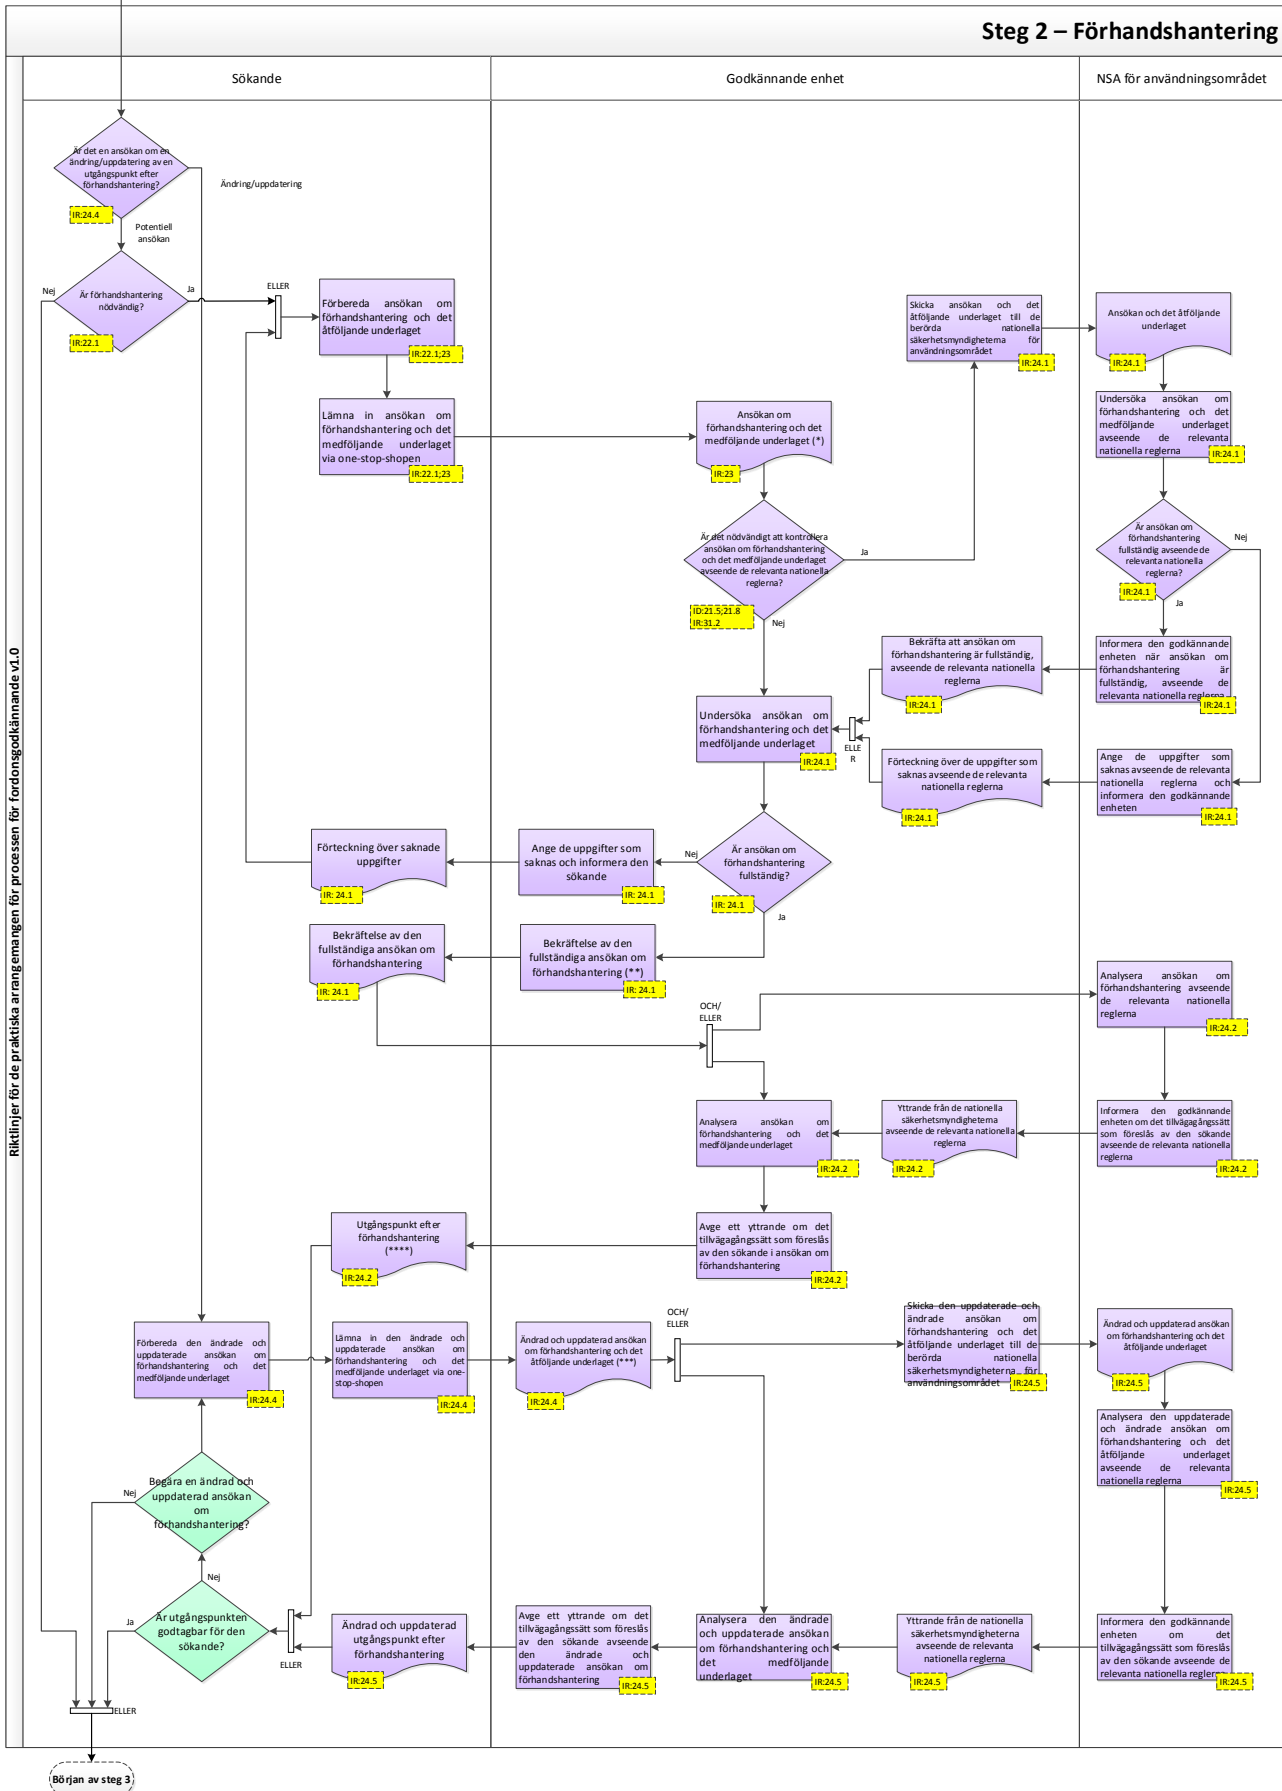 Steg 2 – Förhandshantering
Sökande
Godkännande enhet
NSA för användningsområdet
Riktlinjer för de praktiska arrangemangen för processen för fordonsgodkännande v1.0
Är det en ansökan om en
ändring/uppdatering av en
utgångspunkt efter
förhandshantering?
IR:24.4
Ändring/uppdatering
Potentiell
ansökan
Är förhandshantering
nödvändig?
IR:22.1
Nej
Ja
ELLER
Förbereda ansökan om
förhandshantering och det
åtföljande underlaget
IR:22.1;23
Lämna in ansökan om
förhandshantering och det
medföljande underlaget
via one-stop-shopen
IR:22.1;23
Ansökan om
förhandshantering och det
medföljande underlaget (*)
IR:23
Är det nödvändigt att kontrollera
ansökan om förhandshantering
och det medföljande underlaget
avseende de relevanta nationella
reglerna?
ID:21.5;21.8
IR:31.2
Ja
Nej
Skicka ansökan och det
åtföljande underlaget till de
berörda nationella
säkerhetsmyndigheterna för
användningsområdet
IR:24.1
Ansökan och det åtföljande
underlaget
IR:24.1
Undersöka ansökan om
förhandshantering och det
medföljande underlaget
avseende de relevanta
nationella reglerna
IR:24.1
Är ansökan om
förhandshantering
fullständig avseende de
relevanta nationella
reglerna?
IR:24.1
Nej
Ja
Informera den godkännande
enheten när ansökan om
förhandshantering är
fullständig, avseende de
relevanta nationella reglerna
IR:24.1
Bekräfta att ansökan om
förhandshantering är fullständig,
avseende de relevanta nationella
reglerna
IR:24.1
Undersöka ansökan om
förhandshantering och det
medföljande underlaget
IR:24.1
ELLE
R
Förteckning över de uppgifter som
saknas avseende de relevanta
nationella reglerna
IR:24.1
Ange de uppgifter som
saknas avseende de relevanta
nationella reglerna och
informera den godkännande
enheten
IR:24.1
Är ansökan om
förhandshantering
fullständig?
IR: 24.1
Nej
Ja
Ange de uppgifter som
saknas och informera den
sökande
IR: 24.1
Förteckning över saknade
uppgifter
IR: 24.1
Bekräftelse av den
fullständiga ansökan om
förhandshantering
IR: 24.1
Bekräftelse av den
fullständiga ansökan om
förhandshantering (**)
IR: 24.1
OCH/
ELLER
Analysera ansökan om
förhandshantering avseende
de relevanta nationella
reglerna
IR:24.2
Analysera ansökan om
förhandshantering och det
medföljande underlaget
IR:24.2
Yttrande från de nationella
säkerhetsmyndigheterna
avseende de relevanta nationella
reglerna
IR:24.2
Informera den godkännande
enheten om det tillvägagångssätt
som föreslås av den sökande
avseende de relevanta nationella
reglerna
IR:24.2
Utgångspunkt efter
förhandshantering
(****)
IR:24.2
Avge ett yttrande om det
tillvägagångssätt som föreslås
av den sökande i ansökan om
förhandshantering
IR:24.2
Förbereda den ändrade och
uppdaterade ansökan om
förhandshantering och det
medföljande underlaget
IR:24.4
Lämna in den ändrade och
uppdaterade ansökan om
förhandshantering och det
medföljande underlaget via one-
stop-shopen
IR:24.4
Ändrad och uppdaterad ansökan
om förhandshantering och det
åtföljande underlaget (***)
IR:24.4
OCH/
ELLER
Skicka den uppdaterade och
ändrade ansökan om
förhandshantering och det
åtföljande underlaget till de
berörda nationella
säkerhetsmyndigheterna för
användningsområdet
IR:24.5
Ändrad och uppdaterad ansökan
om förhandshantering och det
åtföljande underlaget
IR:24.5
Analysera den uppdaterade
och ändrade ansökan om
förhandshantering och det
åtföljande underlaget
avseende de relevanta
nationella reglerna
IR:24.5
Begära en ändrad och
uppdaterad ansökan
om
förhandshantering?
Nej
Nej
Är utgångspunkten
godtagbar för den
sökande?
Ja
ELLER
Ändrad och uppdaterad
utgångspunkt efter
förhandshantering
IR:24.5
Avge ett yttrande om det
tillvägagångssätt som föreslås
av den sökande avseende
den ändrade och
uppdaterade ansökan om
förhandshantering
IR:24.5
Analysera den ändrade
och uppdaterade ansökan
om förhandshantering och
det medföljande
underlaget
IR:24.5
Yttrande från de nationella
säkerhetsmyndigheterna
avseende de relevanta
nationella reglerna
IR:24.5
Informera den godkännande
enheten om det
tillvägagångssätt som föreslås
av den sökande avseende de
relevanta nationella reglerna
IR:24.5
ELLER
Början av steg 3